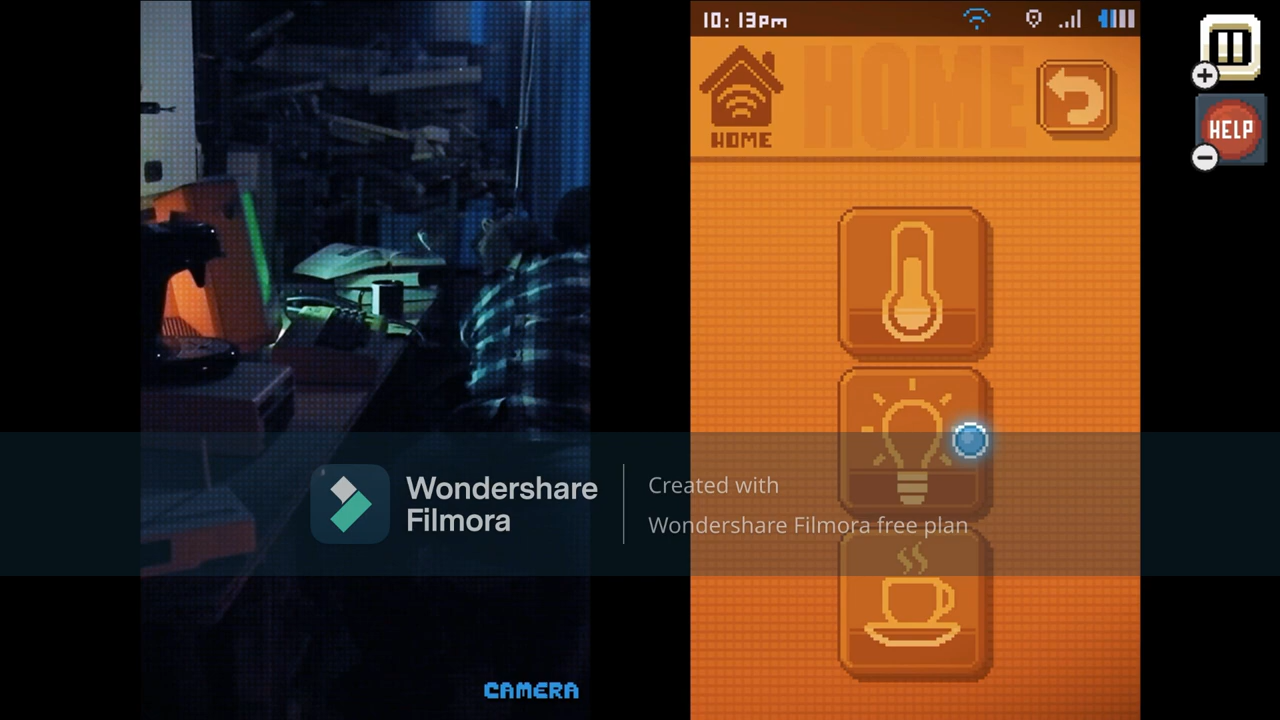 10:13pm
HOME
HOME
HELP
Wondershare
Filmora
Created with
Wondershare Filmora free plan
CAMERA